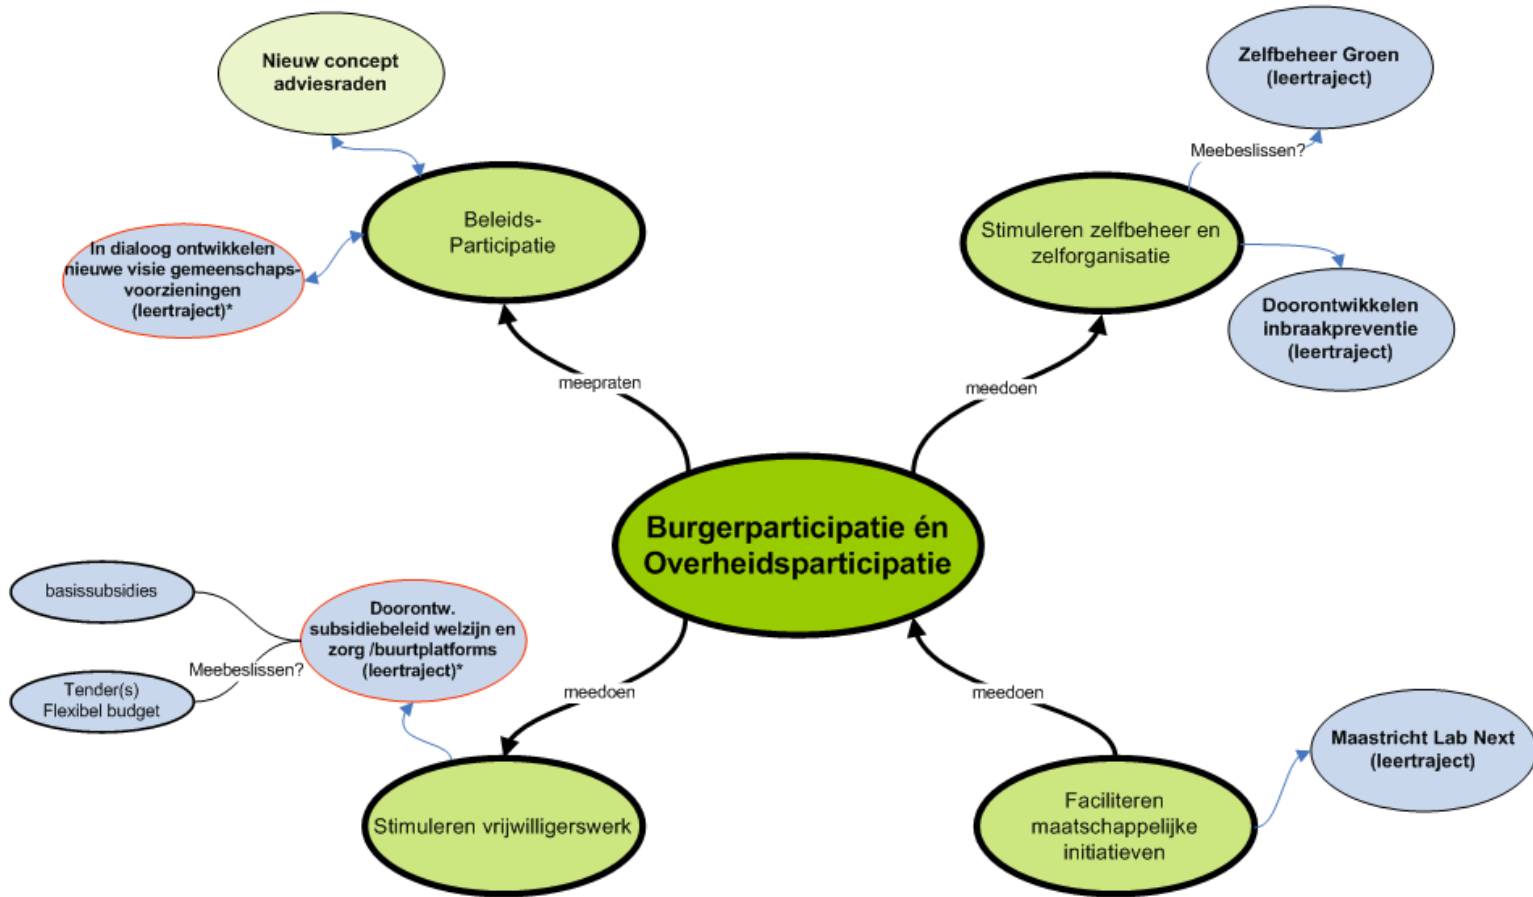 Nieuw concept
adviesraden
Zelfbeheer Groen
(leertraject)
Meebeslissen?
Beleids-
Participatie
Stimuleren zelfbeheer en
zelforganisatie
In dialoog ontwikkelen
nieuwe visie gemeenschaps-
voorzieningen
(leertraject)*
Doorontwikkelen
inbraakpreventie
(leertraject)
meepraten
meedoen
Burgerparticipatie én
Overheidsparticipatie
basissubsidies
Doorontw.
subsidiebeleid welzijn en
zorg /buurtplatforms
(leertraject)*
Meebeslissen?
Tender(s)
Flexibel budget
meedoen
meedoen
Maastricht Lab Next
(leertraject)
Stimuleren vrijwilligerswerk
Faciliteren
maatschappelijke
initiatieven